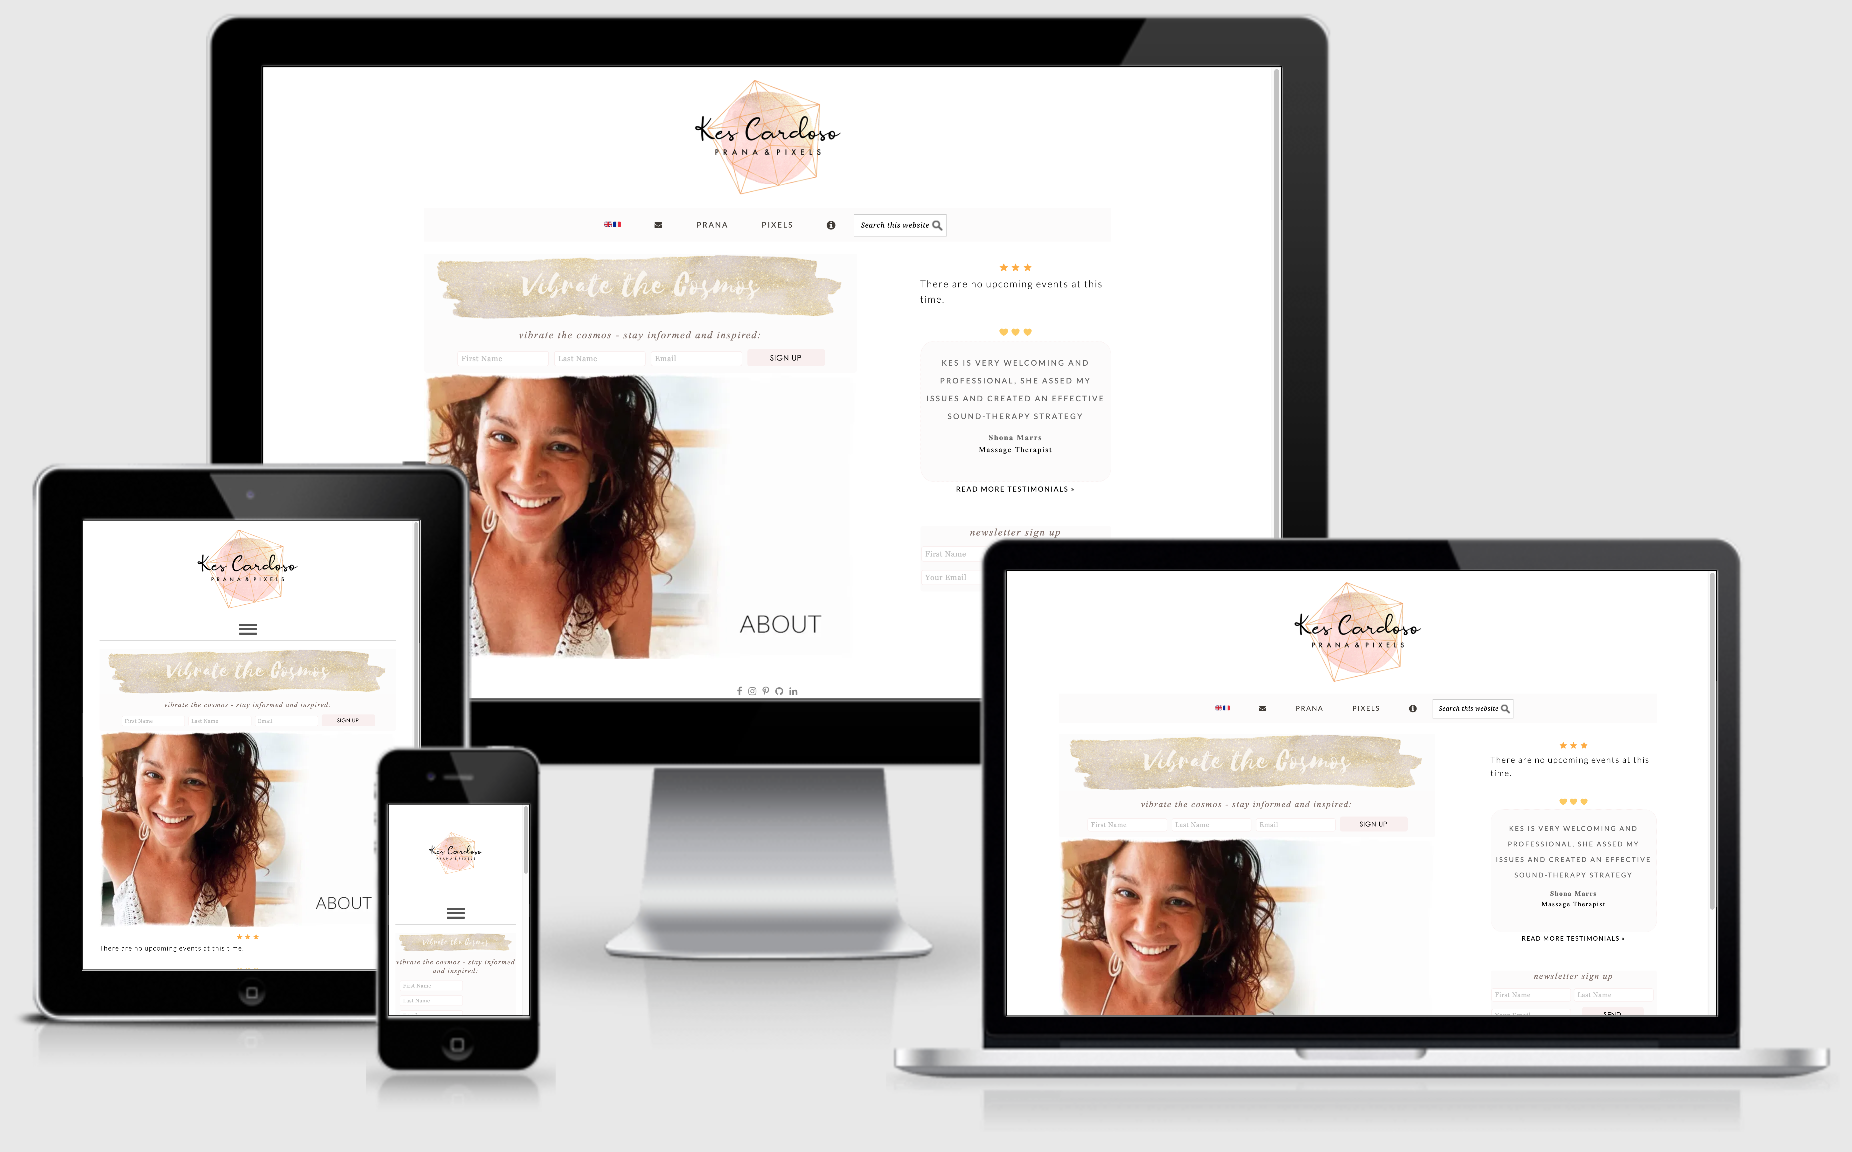 Kes Cardoso
PRANA & PIXELS
PRANA
PIXELS
Search this website
Vibrate the Cosmos
vibrate the cosmos - stay informed and inspired:
First Name
Last Name
Email
SIGN UP
ABOUT
There are no upcoming events at this
time.
KES IS VERY WELCOMING AND
PROFESSIONAL, SHE ASSED MY
ISSUES AND CREATED AN EFFECTIVE
SOUND-THERAPY STRATEGY
Shona Marrs
Massage Therapist
READ MORE TESTIMONIALS »
newsletter sign up
First Name
Your Email
Kes Cardoso
PRANA & PIXELS
Vibrate the Cosmos
vibrate the cosmos - stay informed and inspired:
First Name
Last Name
Email
SIGN UP
ABOUT
There are no upcoming events at this time.
Kes Cardoso
PRANA & PIXELS
Vibrate the Cosmos
vibrate the cosmos - stay informed
and inspired:
First Name
Last Name
Kes Cardoso
PRANA & PIXELS
PRANA
PIXELS
Search this website
Vibrate the Cosmos
vibrate the cosmos - stay informed and inspired:
First Name
Last Name
Email
SIGN UP
There are no upcoming events at this
time.
KES IS VERY WELCOMING AND
PROFESSIONAL, SHE ASSED MY
ISSUES AND CREATED AN EFFECTIVE
SOUND-THERAPY STRATEGY
Shona Marrs
Massage Therapist
READ MORE TESTIMONIALS »
newsletter sign up
First Name
Last Name
SEND